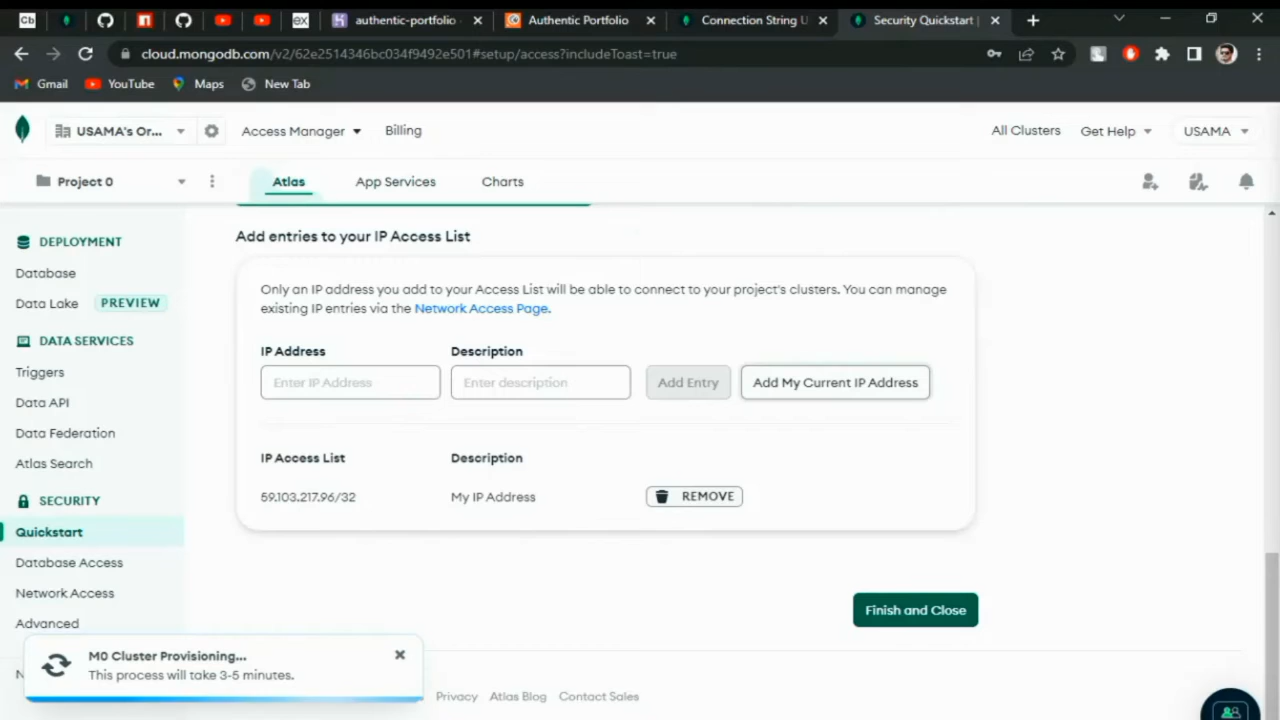 Cb
ex
authentic-portfolio
Authentic Portfolio
Connection String U
Security Quickstart |
cloud.mongodb.com/v2/62e2514346bc034f9492e501#setup/access?includeToast=true
Gmail
YouTube
Maps
New Tab
USAMA's Or...
Access Manager
Billing
All Clusters
Get Help
USAMA
Project 0
Atlas
App Services
Charts
DEPLOYMENT
Database
Data Lake PREVIEW
DATA SERVICES
Triggers
Data API
Data Federation
Atlas Search
SECURITY
Quickstart
Database Access
Network Access
Advanced
N
Add entries to your IP Access List
Only an IP address you add to your Access List will be able to connect to your project's clusters. You can manage
existing IP entries via the Network Access Page.
IP Address Description
Enter IP Address Enter description Add Entry Add My Current IP Address
IP Access List Description
59.103.217.96/32 My IP Address REMOVE
Finish and Close
M0 Cluster Provisioning...
This process will take 3-5 minutes.
Privacy Atlas Blog Contact Sales